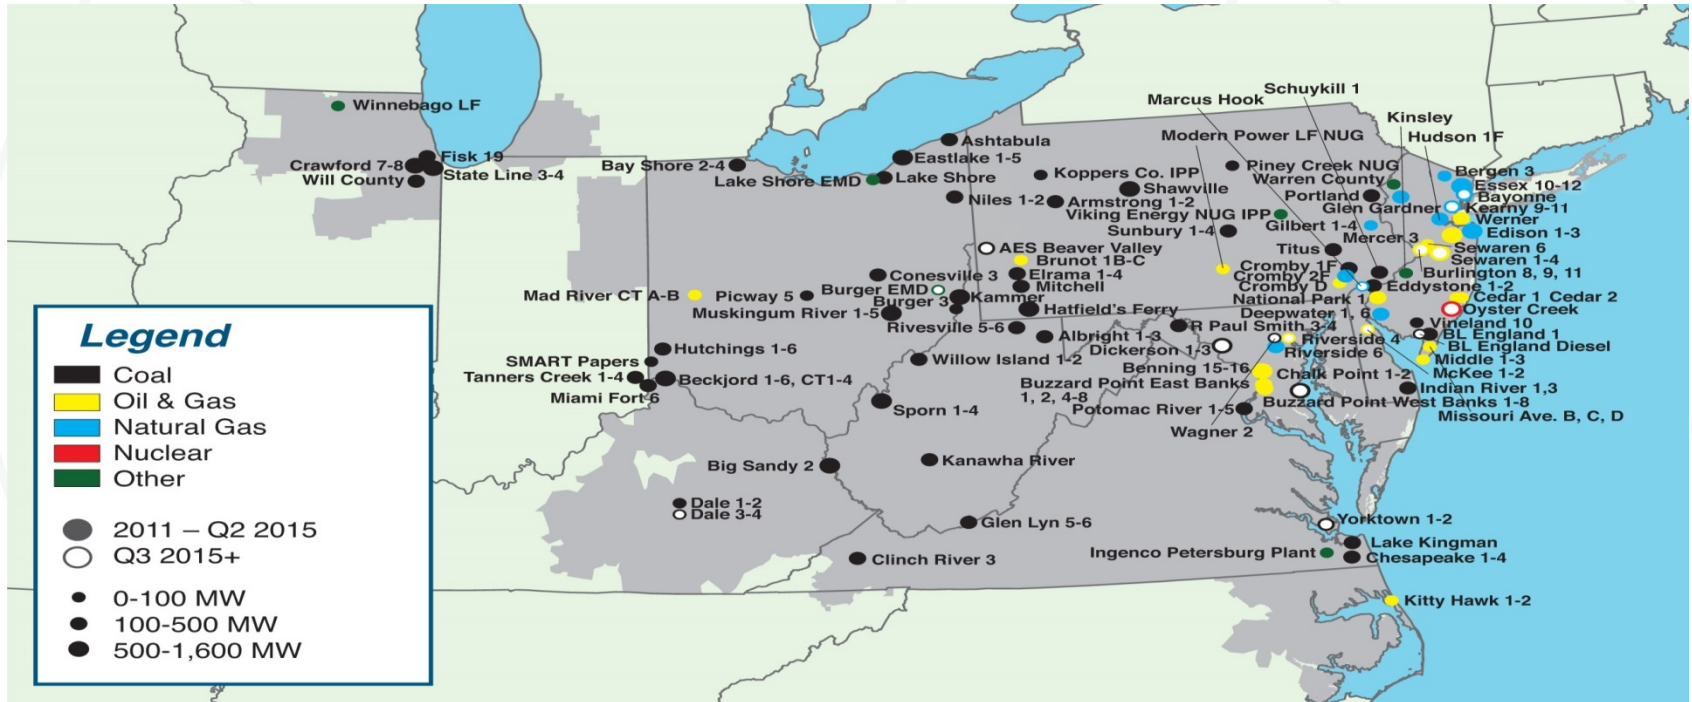 Schuykill 1
Marcus Hook
Kinsley
Winnebago LF
Modern Power LF NUG
Hudson 1F
Ashtabula
Fisk 19
Eastlake 1-5
Crawford 7-8
Bay Shore 2-4
Piney Creek NUG
Bergen 3
State Line 3-4
Koppers Co. IPP
Will County
Lake Shore EMD
Lake Shore
Warren County
Essex 10-12
Shawville
Portland
Bayonne
Niles 1-2
Armstrong 1-2
Glen Gardner
Kearny 9-11
Viking Energy NUG IPP
Werner
Gilbert 1-4
Sunbury 1-4
Edison 1-3
Mercer 3
AES Beaver Valley
Titus
Sewaren 6
Brunot 1B-C
Sewaren 1-4
Cromby 1F
Conesville 3
Elrama 1-4
Cromby 2F
Burlington 8, 9, 11
Mitchell
Cromby D
Eddystone 1-2
Burger EMD
Mad River CT A-B
Picway 5
Burger 3
Kammer
National Park 1
Cedar 1
Cedar 2
Muskingum River 1-5
Hatfield's Ferry
Deepwater 1, 6
Oyster Creek
Rivesville 5-6
R Paul Smith 3-4
Vineland 10
Albright 1-3
Riverside 4
BL England 1
Dickerson 1-3
Riverside 6
BL England Diesel
Hutchings 1-6
SMART Papers
Willow Island 1-2
Benning 15-16
Middle 1-3
Chalk Point 1-2
McKee 1-2
Tanners Creek 1-4
Beckjord 1-6, CT1-4
Buzzard Point East Banks
1, 2, 4-8
Indian River 1,3
Miami Fort 6
Buzzard Point West Banks 1-8
Sporn 1-4
Potomac River 1-5
Missouri Ave. B, C, D
Wagner 2
Big Sandy 2
Kanawha River
Dale 1-2
Dale 3-4
Glen Lyn 5-6
Yorktown 1-2
Lake Kingman
Ingenco Petersburg Plant
Chesapeake 1-4
Clinch River 3
Kitty Hawk 1-2
Legend
Coal
Oil & Gas
Natural Gas
Nuclear
Other
2011 – Q2 2015
Q3 2015+
0-100 MW
100-500 MW
500-1,600 MW